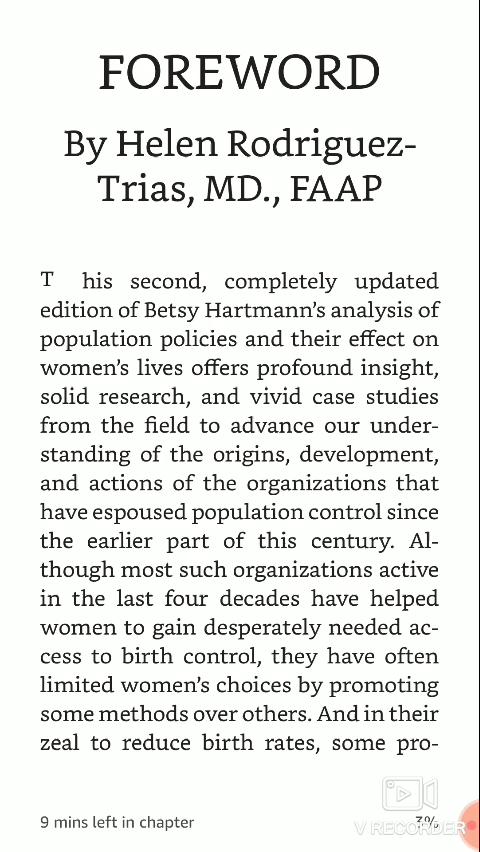 FOREWORD
By Helen Rodriguez-
Trias, MD., FAAP
T his second, completely updated
edition of Betsy Hartmann's analysis of
population policies and their effect on
women's lives offers profound insight,
solid research, and vivid case studies
from the field to advance our under-
standing of the origins, development,
and actions of the organizations that
have espoused population control since
the earlier part of this century. Al-
though most such organizations active
in the last four decades have helped
women to gain desperately needed ac-
cess to birth control, they have often
limited women's choices by promoting
some methods over others. And in their
zeal to reduce birth rates, some pro-
9 mins left in chapter 3%
V RECORDER